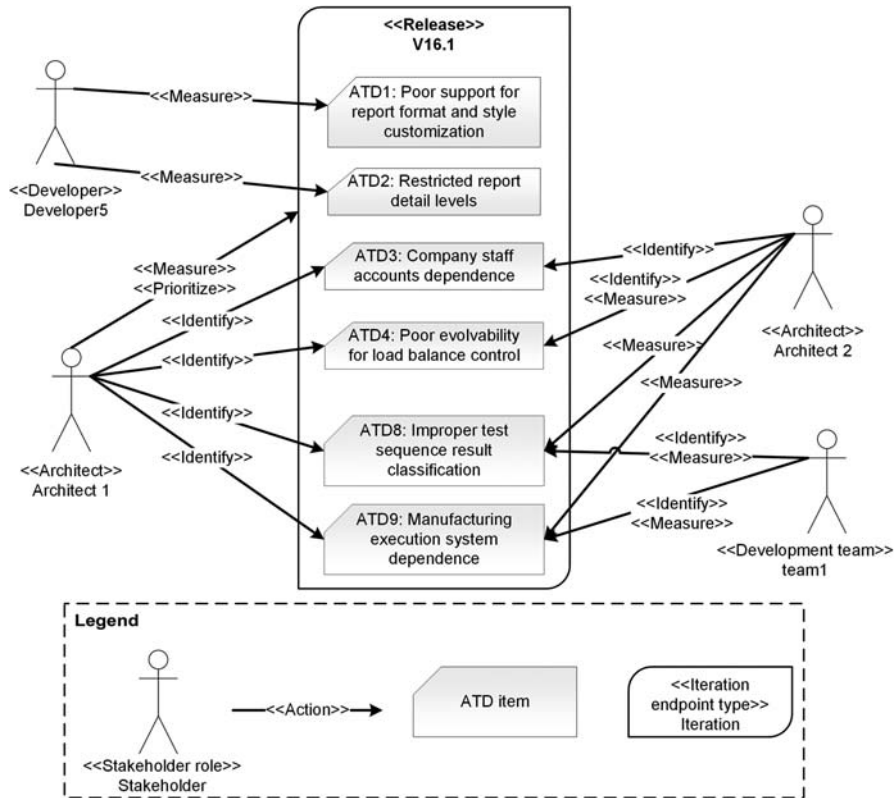 <<Release>>
V16.1
ATD1: Poor support for
report format and style
customization
<<Measure>>
<<Developer>>
Developer5
<<Measure>>
ATD2: Restricted report
detail levels
<<Measure>>
<<Prioritize>>
ATD3: Company staff
accounts dependence
<<Identify>>
<<Identify>>
<<Identify>>
<<Measure>>
<<Architect>>
Architect 2
<<Identify>>
ATD4: Poor evolvability
for load balance control
<<Measure>>
<<Measure>>
<<Identify>>
ATD8: Improper test
sequence result
classification
<<Identify>>
<<Measure>>
<<Architect>>
Architect 1
<<Identify>>
ATD9: Manufacturing
execution system
dependence
<<Identify>>
<<Measure>>
<<Development team>>
team1
Legend
<<Stakeholder role>>
Stakeholder
<<Action>>
ATD item
<<Iteration
endpoint type>>
Iteration